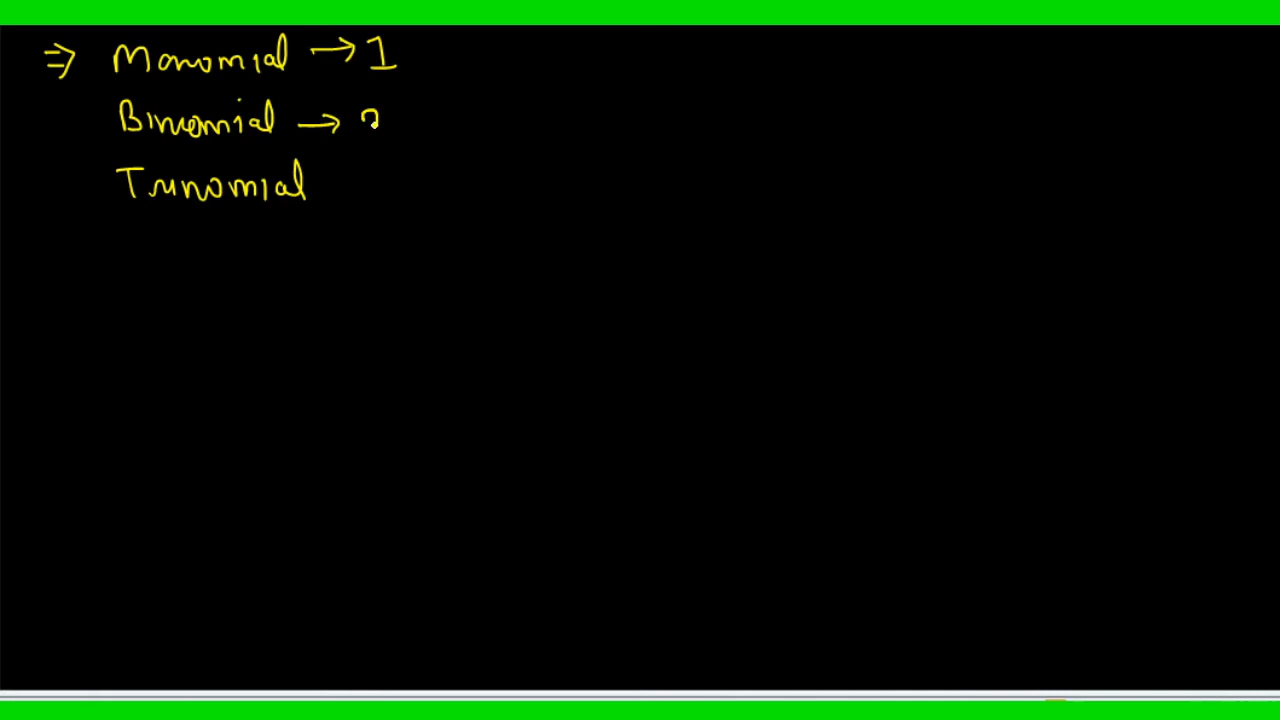 ⇒ Monomial → 1
Binomial → 2
Trinomial